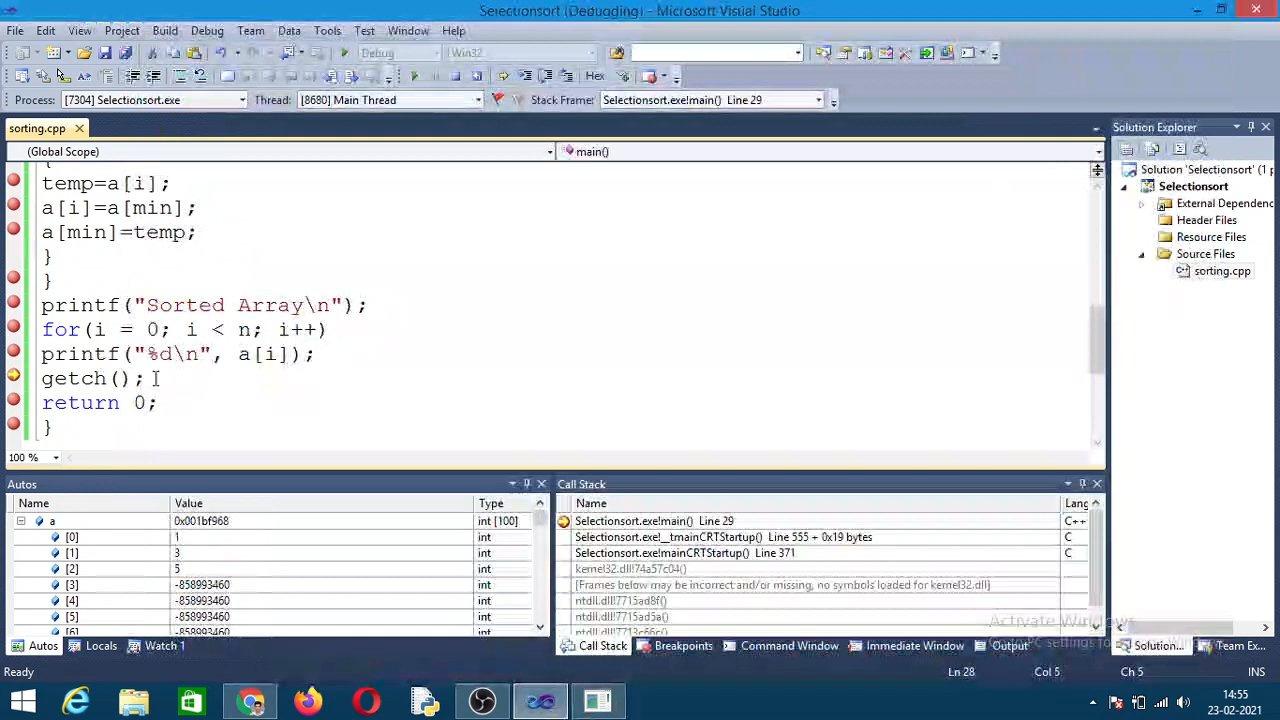 Selectionsort (Debugging) - Microsoft Visual Studio
File Edit View Project Build Debug Team Data Tools Test Window Help
Debug Win32
Hex
Process: [7304] Selectionsort.exe Thread: [8680] Main Thread Stack Frame: Selectionsort.exe!main() Line 29
sorting.cpp
(Global Scope) main()
{
temp=a[i];
a[i]=a[min];
a[min]=temp;
}
}
printf("Sorted Array\n");
for(i = 0; i < n; i++)
printf("%d\n", a[i]);
getch();
return 0;
}
100 %
Solution Explorer
Solution 'Selectionsort' (1 p
Selectionsort
External Dependenc
Header Files
Resource Files
Source Files
sorting.cpp
Autos
Name Value Type
a 0x001bf968 int [100]
[0] 1 int
[1] 3 int
[2] 5 int
[3] -858993460 int
[4] -858993460 int
[5] -858993460 int
[6] -858993460 int
Autos Locals Watch 1
Call Stack
Name Lang
Selectionsort.exe!main() Line 29 C++
Selectionsort.exe!__tmainCRTStartup() Line 555 + 0x19 bytes C
Selectionsort.exe!mainCRTStartup() Line 371 C
kernel32.dll!74a57c04()
[Frames below may be incorrect and/or missing, no symbols loaded for kernel32.dll]
ntdll.dll!7715ad8f()
ntdll.dll!7715ad5a()
Call Stack Breakpoints Command Window Immediate Window Output
Activate Windows
Solution... Team Ex...
Ready Ln 28 Col 5 Ch 5 INS
14:55
23-02-2021